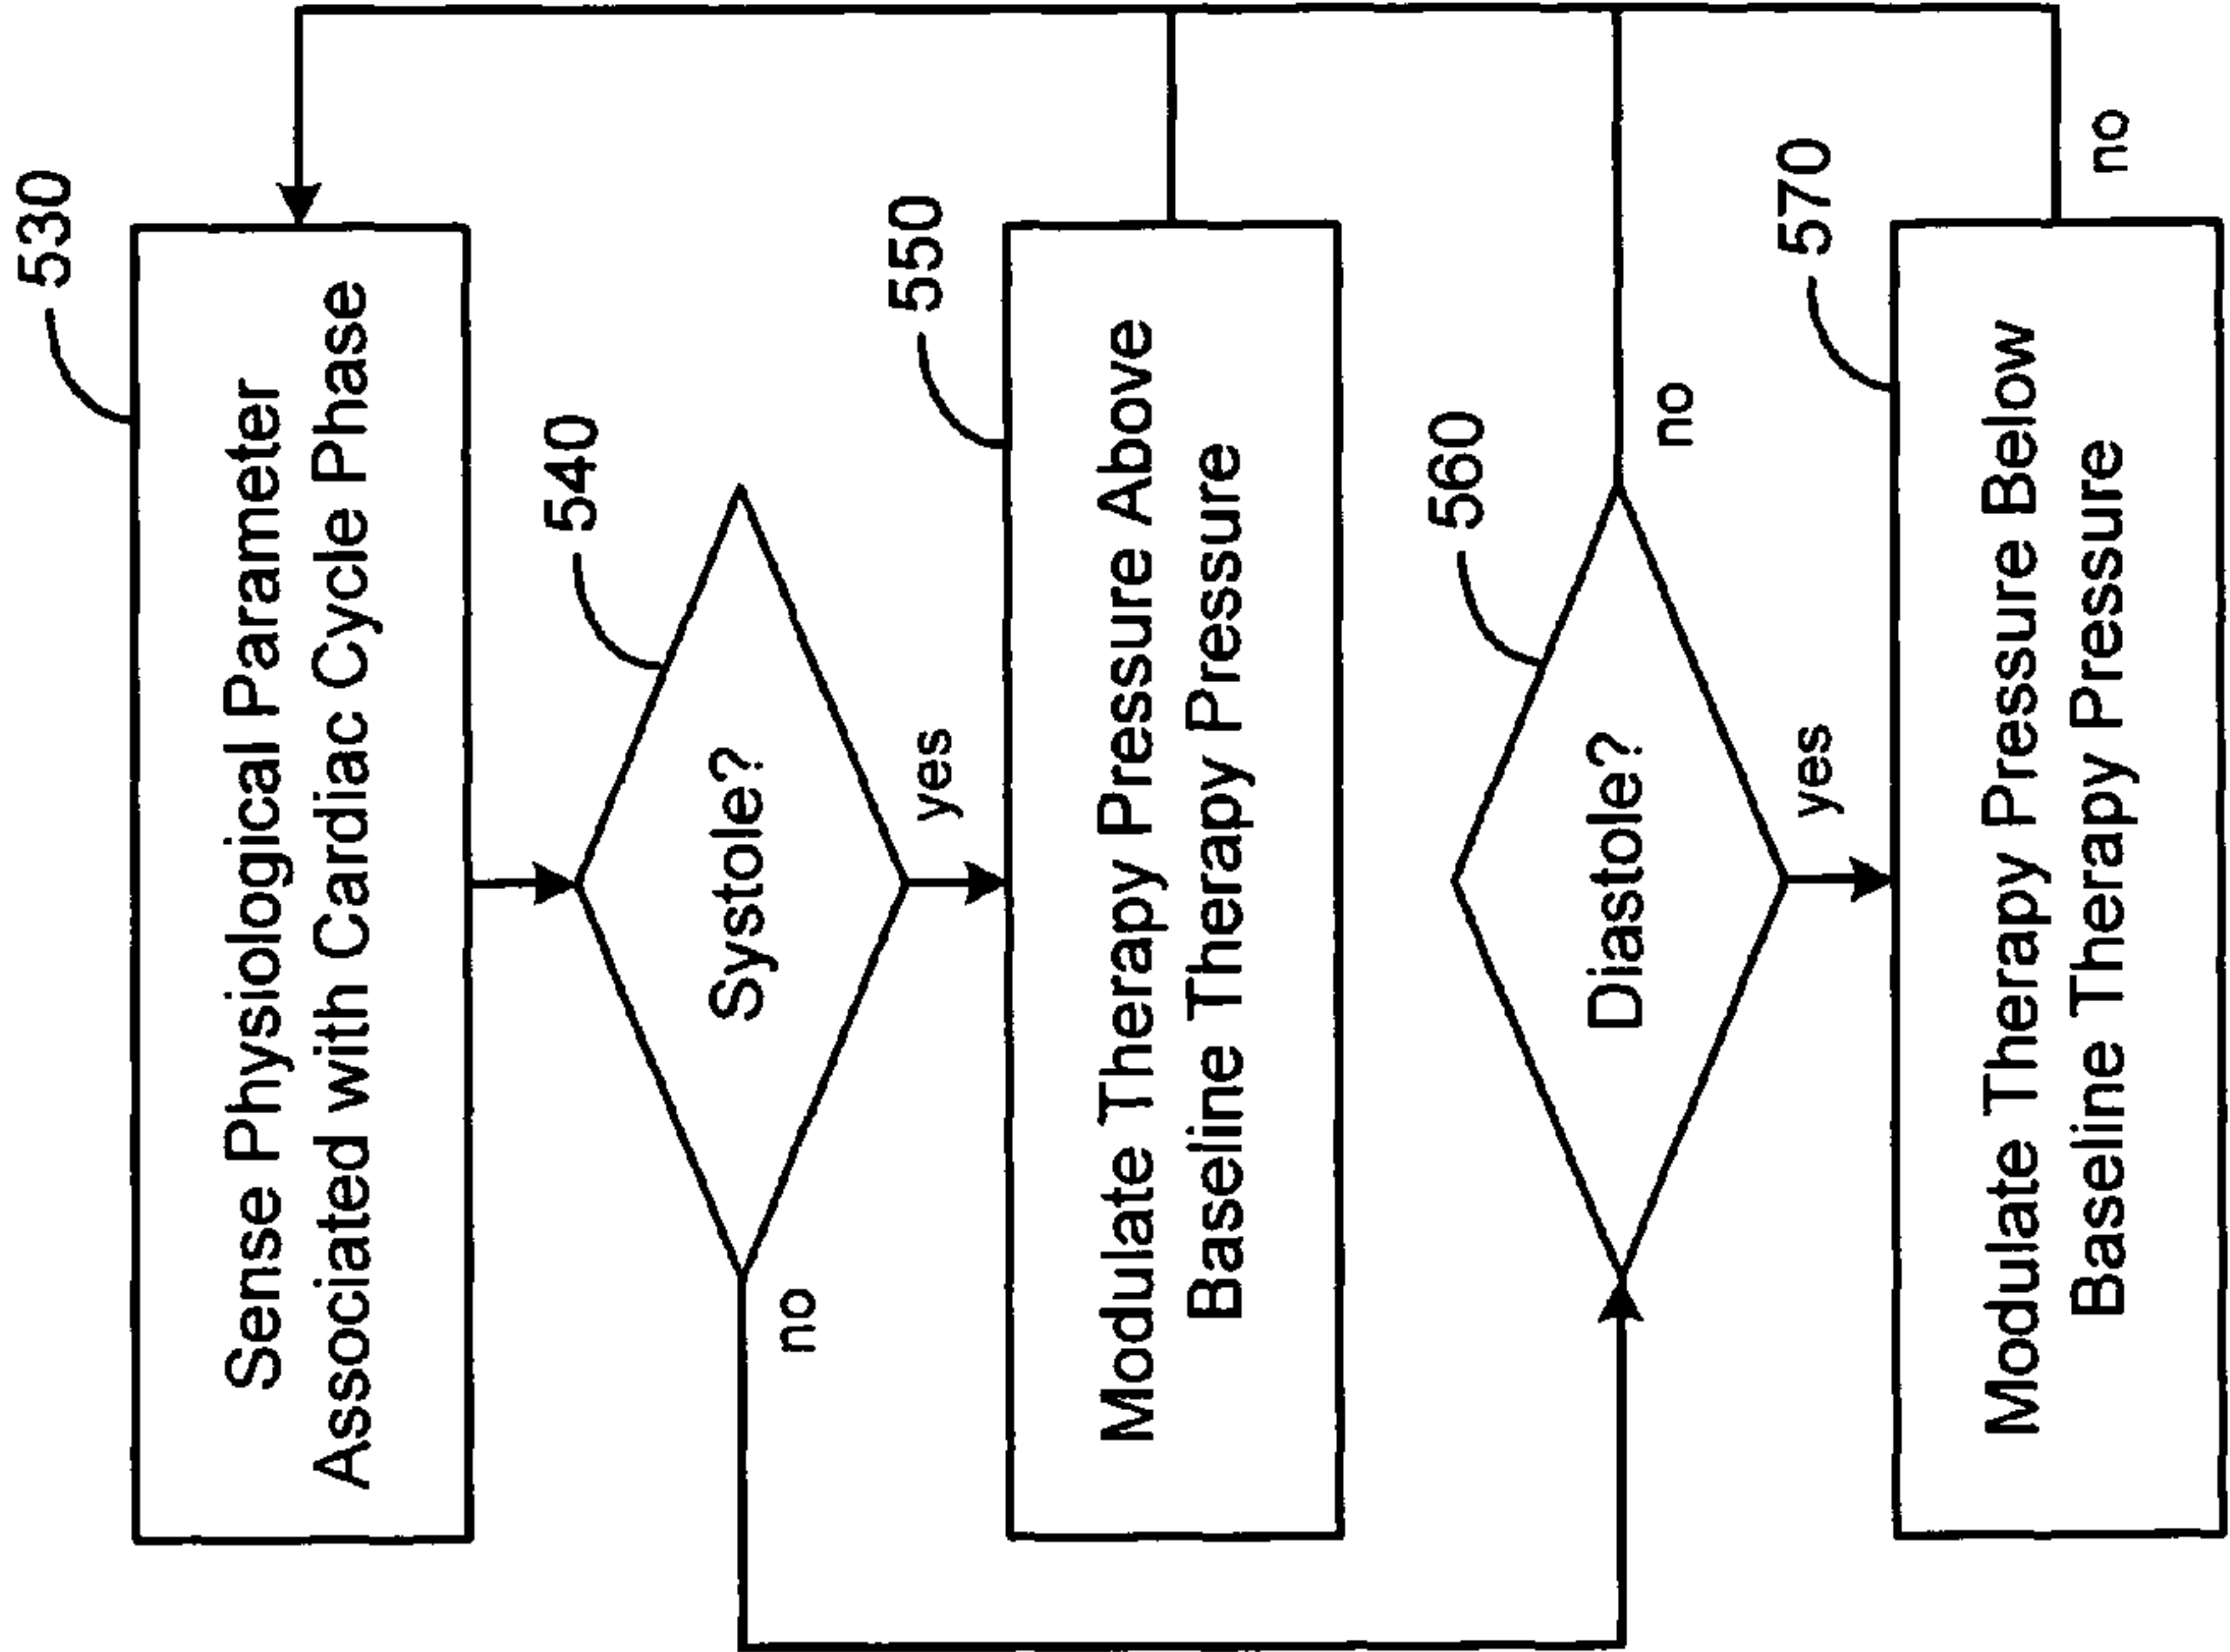 530
Sense Physiological Parameter
Associated with Cardiac Cycle Phase
540
Systole?
no
yes
550
Modulate Therapy Pressure Above
Baseline Therapy Pressure
560
Diastole?
no
yes
570
Modulate Therapy Pressure Below
Baseline Therapy Pressure
no